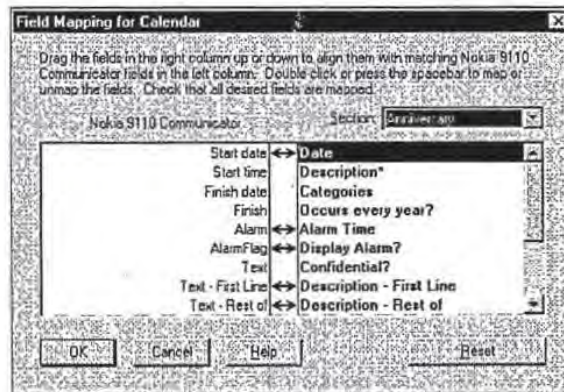 Field Mapping for Calendar
Drag the fields in the right column up or down to align them with matching Nokia 9110
Communicator fields in the left column. Double click or press the spacebar to map or
unmap the fields. Check that all desired fields are mapped.
Nokia 9110 Communicator Section: Anniversary
Start date Date
Start time Description*
Finish date Categories
Finish Occurs every year?
Alarm Alarm Time
AlarmFlag Display Alarm?
Text Confidential?
Text - First Line Description - First Line
Text - Rest of Description - Rest of
OK Cancel Help Reset